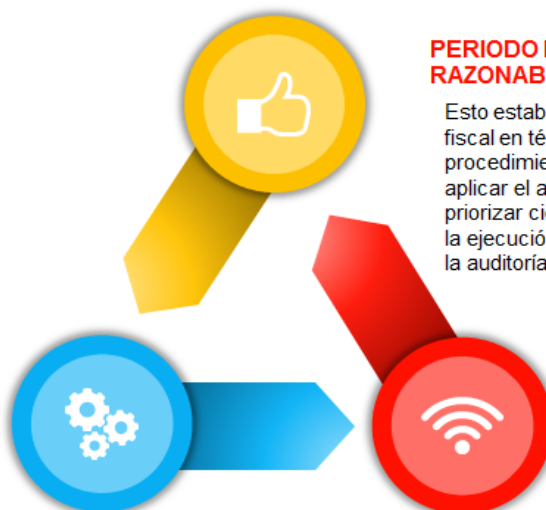 PERIODO
RAZONAB
Esto estab
fiscal en té
procedimie
aplicar el a
priorizar ci
la ejecució
la auditoría